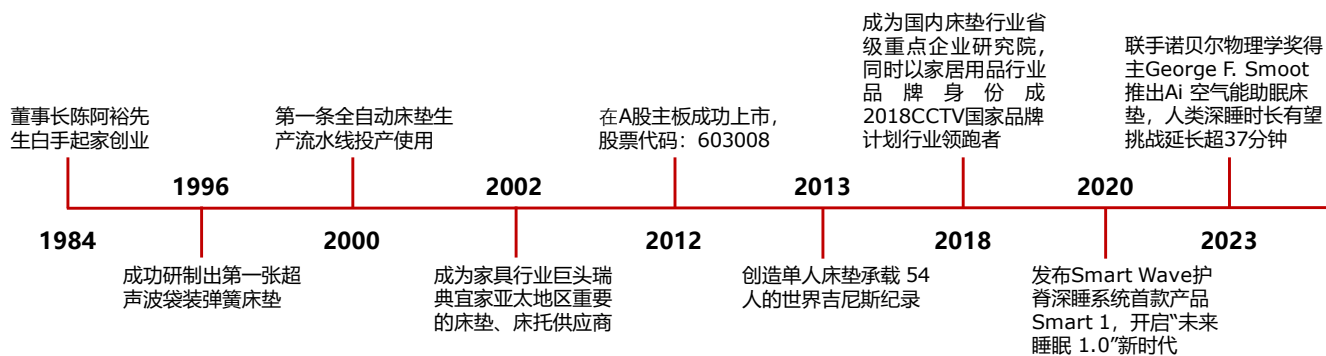 董事长陈阿裕先
生白手起家创业
第一条全自动床垫生
产流水线投产使用
在A股主板成功上市，
股票代码：603008
成为国内床垫行业省
级重点企业研究院，
同时以家居用品行业
品牌身份成
2018CCTV国家品牌
计划行业领跑者
联手诺贝尔物理学奖得
主George F. Smoot
推出Ai 空气能助眠床
垫，人类深睡时长有望
挑战延长超37分钟
1996
2002
2013
2020
1984
2000
2012
2018
2023
成功研制出第一张超
声波袋装弹簧床垫
成为家具行业巨头瑞
典宜家亚太地区重要
的床垫、床托供应商
创造单人床垫承载 54
人的世界吉尼斯纪录
发布Smart Wave护
脊深睡系统首款产品
Smart 1，开启“未来
睡眠 1.0”新时代